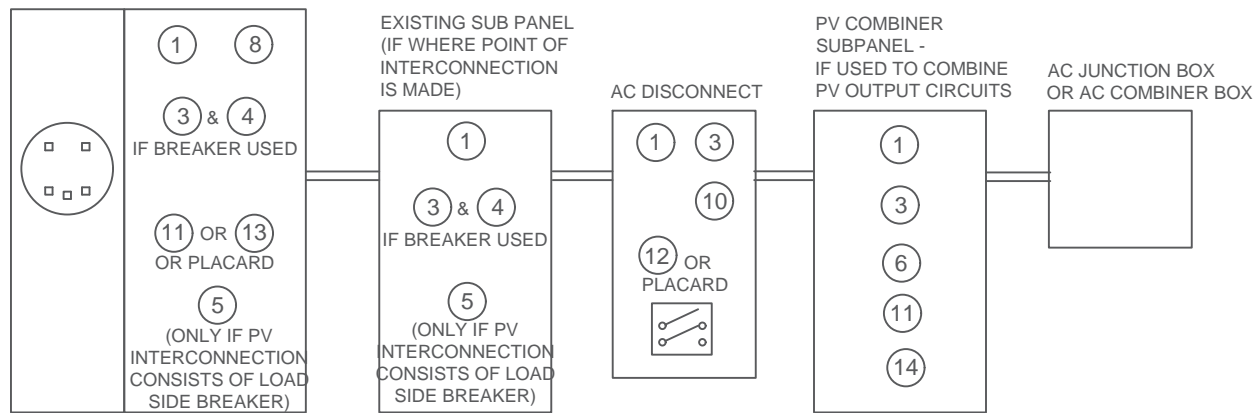 1 8
3 & 4
IF BREAKER USED
11 OR 13
OR PLACARD
5
(ONLY IF PV
INTERCONNECTION
CONSISTS OF LOAD
SIDE BREAKER)
EXISTING SUB PANEL
(IF WHERE POINT OF
INTERCONNECTION
IS MADE)
1
3 & 4
IF BREAKER USED
5
(ONLY IF PV
INTERCONNECTION
CONSISTS OF LOAD
SIDE BREAKER)
AC DISCONNECT
1 3
10
12 OR
PLACARD
PV COMBINER
SUBPANEL -
IF USED TO COMBINE
PV OUTPUT CIRCUITS
1
3
6
11
14
AC JUNCTION BOX
OR AC COMBINER BOX